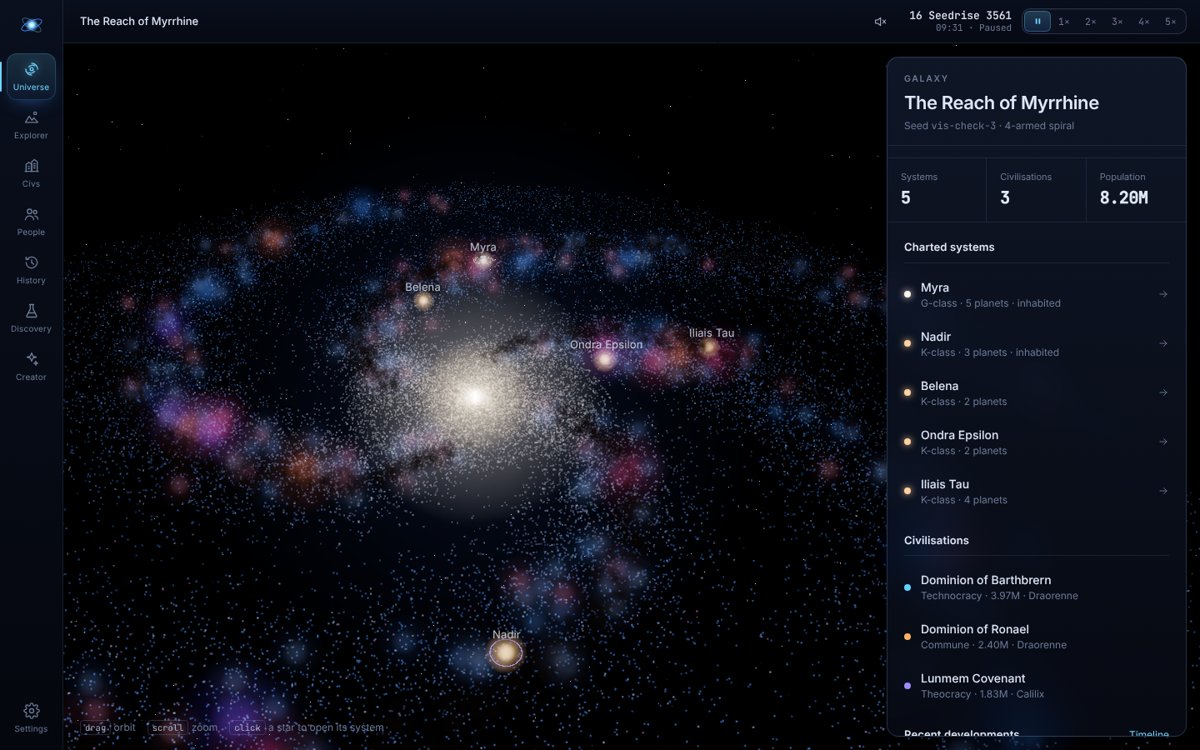 The Reach of Myrrhine
16 Seedrise 3561
09:31 · Paused
1×
2×
3×
4×
5×
Universe
Explorer
Civs
People
History
Discovery
Creator
Settings
Myra
Belena
Ondra Epsilon
Iliais Tau
Nadir
drag orbit scroll zoom click a star to open its system
GALAXY
The Reach of Myrrhine
Seed vis-check-3 · 4-armed spiral
Systems
5
Civilisations
3
Population
8.20M
Charted systems
Myra
G-class · 5 planets · inhabited
Nadir
K-class · 3 planets · inhabited
Belena
K-class · 2 planets
Ondra Epsilon
K-class · 2 planets
Iliais Tau
K-class · 4 planets
Civilisations
Dominion of Barthbrern
Technocracy · 3.97M · Draorenne
Dominion of Ronael
Commune · 2.40M · Draorenne
Lunmem Covenant
Theocracy · 1.83M · Calilix
Recent developments
Timeline